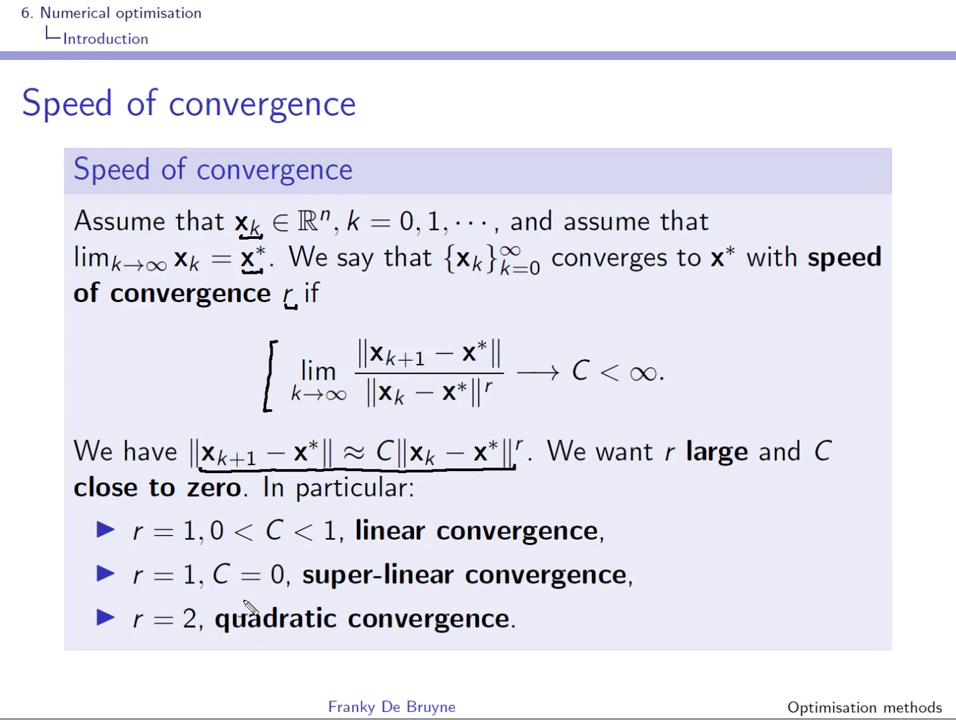 6. Numerical optimisation
Introduction
Speed of convergence
Speed of convergence
Assume that x_k ∈ ℝⁿ, k = 0, 1, ⋯, and assume that
lim_{k→∞} x_k = x*. We say that {x_k}_{k=0}^∞ converges to x* with speed
of convergence r if
lim_{k→∞} ‖x_{k+1} − x*‖ / ‖x_k − x*‖^r ⟶ C < ∞.
We have ‖x_{k+1} − x*‖ ≈ C‖x_k − x*‖^r. We want r large and C
close to zero. In particular:
▶ r = 1, 0 < C < 1, linear convergence,
▶ r = 1, C = 0, super-linear convergence,
▶ r = 2, quadratic convergence.
Franky De Bruyne
Optimisation methods